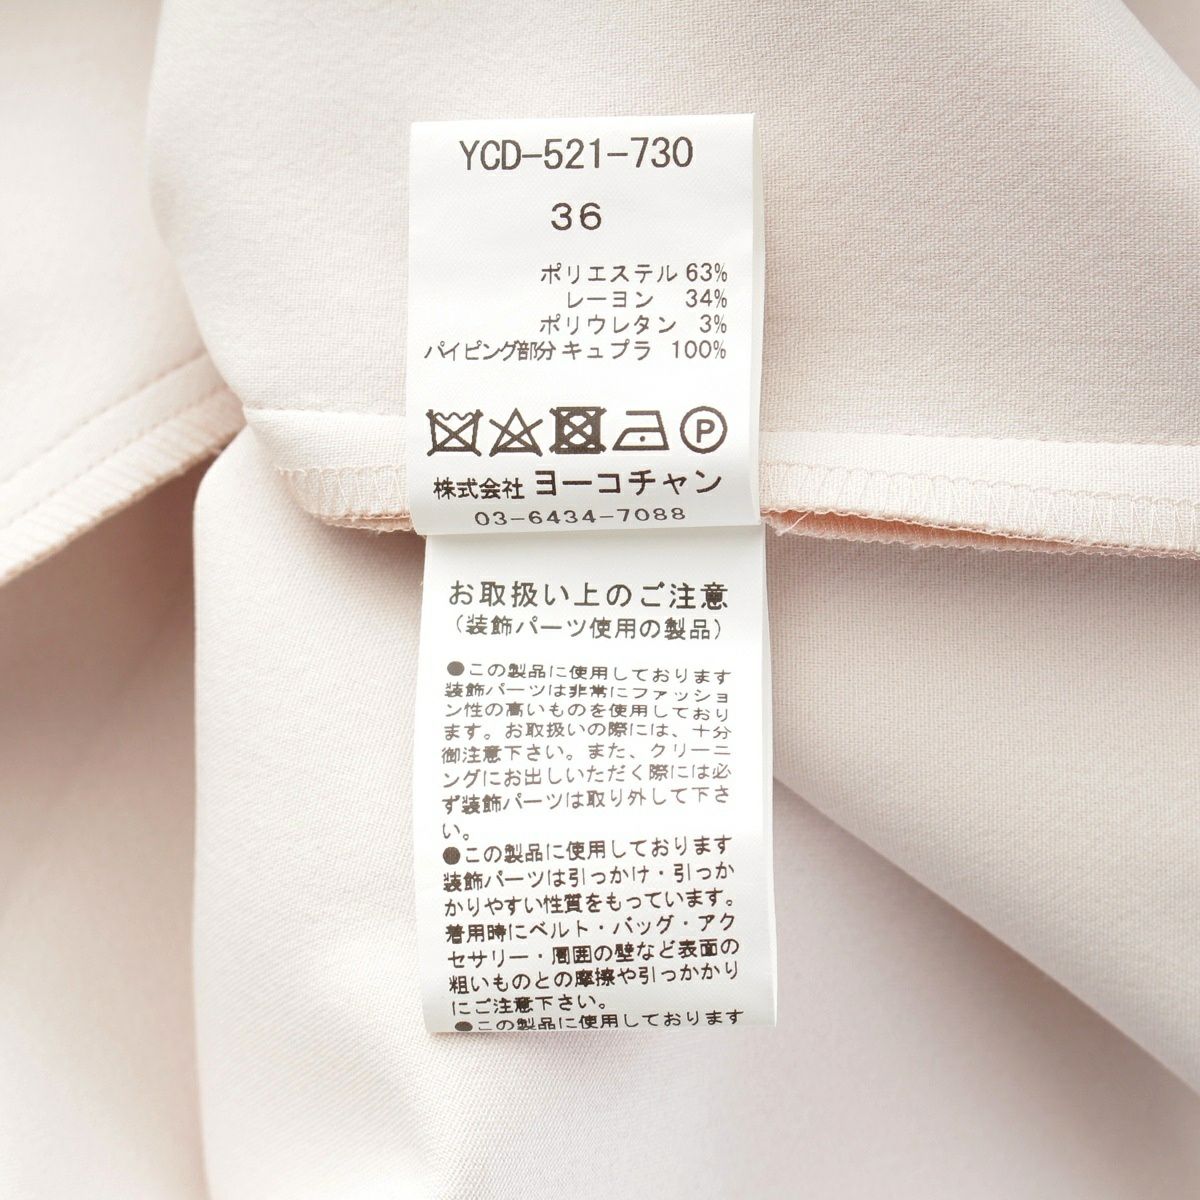 YCD-521-730
36
ポリエステル 63%
レーヨン 34%
ポリウレタン 3%
パイピング部分 キュプラ 100%
P
株式会社 ヨーコチャン
03-6434-7088
お取扱い上のご注意
(装飾パーツ使用の製品)
●この製品に使用しております
装飾パーツは非常にファッショ
ン性の高いものを使用しており
ます。お取扱いの際には、十分
御注意下さい。また、クリーニ
ングにお出しいただく際には必
ず装飾パーツは取り外して下さ
い。
●この製品に使用しております
装飾パーツは引っかけ・引っか
かりやすい性質をもっています。
着用時にベルト・バッグ・アク
セサリー・周囲の壁など表面の
粗いものとの摩擦や引っかかり
にご注意下さい。
●この製品に使用しております